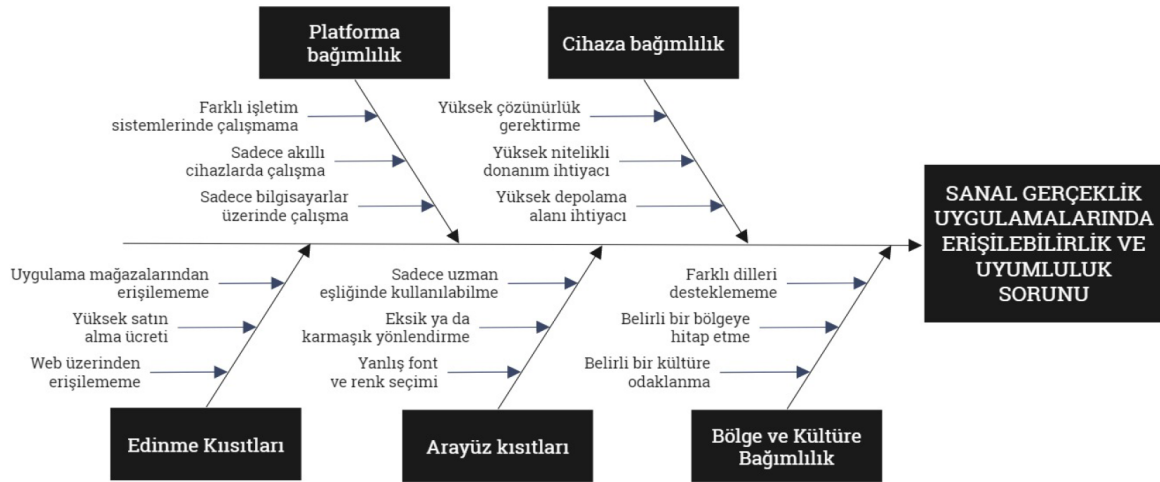 Platforma
bağımlılık
Cihaza bağımlılık
Farklı işletim
sistemlerinde çalışmama
Sadece akıllı
cihazlarda çalışma
Sadece bilgisayarlar
üzerinde çalışma
Yüksek çözünürlük
gerektirme
Yüksek nitelikli
donanım ihtiyacı
Yüksek depolama
alanı ihtiyacı
SANAL GERÇEKLİK
UYGULAMALARINDA
ERİŞİLEBİLİRLİK VE
UYUMLULUK
SORUNU
Uygulama mağazalarından
erişilememe
Yüksek satın
alma ücreti
Web üzerinden
erişilememe
Sadece uzman
eşliğinde kullanılabilme
Eksik ya da
karmaşık yönlendirme
Yanlış font
ve renk seçimi
Farklı dilleri
desteklememe
Belirli bir bölgeye
hitap etme
Belirli bir kültüre
odaklanma
Edinme Kıısıtları
Arayüz kısıtları
Bölge ve Kültüre
Bağımlılık